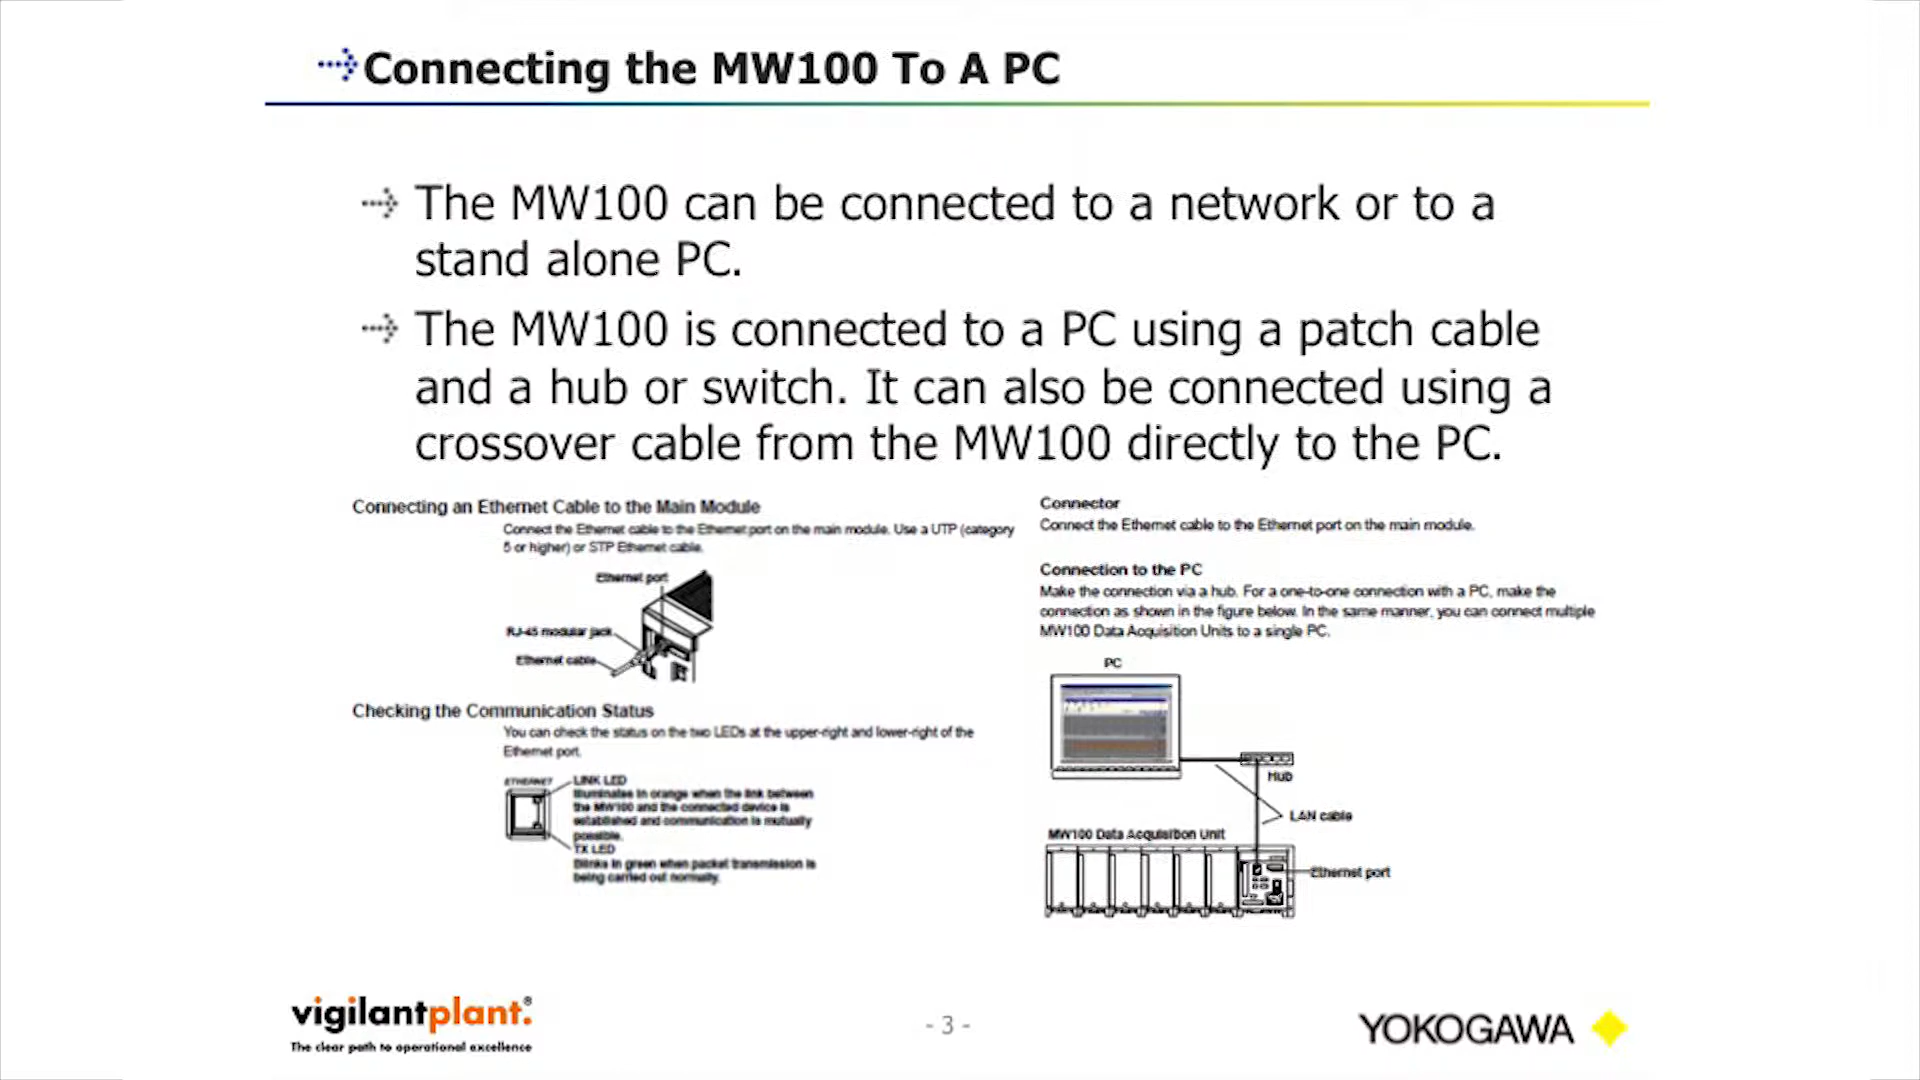 Connecting the MW100 To A PC
The MW100 can be connected to a network or to a
stand alone PC.
The MW100 is connected to a PC using a patch cable
and a hub or switch. It can also be connected using a
crossover cable from the MW100 directly to the PC.
Connecting an Ethernet Cable to the Main Module
Connect the Ethernet cable to the Ethernet port on the main module. Use a UTP (category
5 or higher) or STP Ethernet cable.
Ethernet port
RJ-45 modular jack
Ethernet cable
Checking the Communication Status
You can check the status on the two LEDs at the upper-right and lower-right of the
Ethernet port.
ETHERNET
LINK LED
Illuminates in orange when the link between
the MW100 and the connected device is
established and communication is mutually
possible.
TX LED
Blinks in green when packet transmission is
being carried out normally.
Connector
Connect the Ethernet cable to the Ethernet port on the main module.
Connection to the PC
Make the connection via a hub. For a one-to-one connection with a PC, make the
connection as shown in the figure below. In the same manner, you can connect multiple
MW100 Data Acquisition Units to a single PC.
PC
Hub
LAN cable
MW100 Data Acquisition Unit
Ethernet port
vigilantplant.®
The clear path to operational excellence
- 3 -
YOKOGAWA